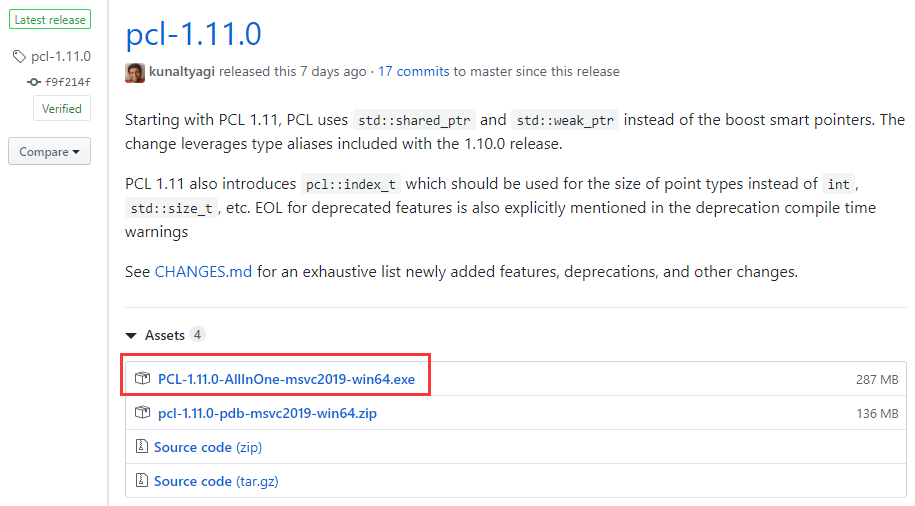 Latest release
pcl-1.11.0
f9f214f
Verified
Compare
pcl-1.11.0
kunaltyagi released this 7 days ago · 17 commits to master since this release
Starting with PCL 1.11, PCL uses std::shared_ptr and std::weak_ptr instead of the boost smart pointers. The
change leverages type aliases included with the 1.10.0 release.
PCL 1.11 also introduces pcl::index_t which should be used for the size of point types instead of int ,
std::size_t , etc. EOL for deprecated features is also explicitly mentioned in the deprecation compile time
warnings
See CHANGES.md for an exhaustive list newly added features, deprecations, and other changes.
Assets 4
PCL-1.11.0-AllInOne-msvc2019-win64.exe 287 MB
pcl-1.11.0-pdb-msvc2019-win64.zip 136 MB
Source code (zip)
Source code (tar.gz)